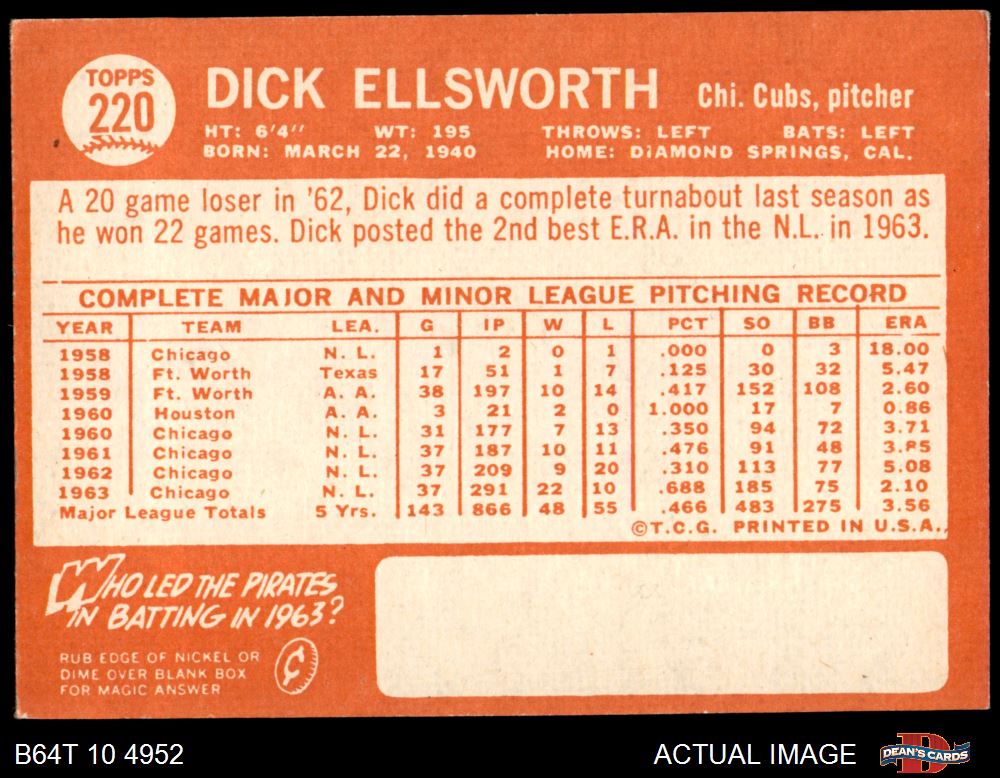 TOPPS
220
DICK ELLSWORTH Chi. Cubs, pitcher
HT: 6'4" WT: 195 THROWS: LEFT BATS: LEFT
BORN: MARCH 22, 1940 HOME: DIAMOND SPRINGS, CAL.
A 20 game loser in '62, Dick did a complete turnabout last season as
he won 22 games. Dick posted the 2nd best E.R.A. in the N.L. in 1963.
COMPLETE MAJOR AND MINOR LEAGUE PITCHING RECORD
YEAR TEAM LEA. G IP W L PCT SO BB ERA
1958 Chicago N. L. 1 2 0 1 .000 0 3 18.00
1958 Ft. Worth Texas 17 51 1 7 .125 30 32 5.47
1959 Ft. Worth A. A. 38 197 10 14 .417 152 108 2.60
1960 Houston A. A. 3 21 2 0 1.000 17 7 0.86
1960 Chicago N. L. 31 177 7 13 .350 94 72 3.71
1961 Chicago N. L. 37 187 10 11 .476 91 48 3.85
1962 Chicago N. L. 37 209 9 20 .310 113 77 5.08
1963 Chicago N. L. 37 291 22 10 .688 185 75 2.10
Major League Totals 5 Yrs. 143 866 48 55 .466 483 275 3.56
©T.C.G. PRINTED IN U.S.A.
WHO LED THE PIRATES
IN BATTING IN 1963?
RUB EDGE OF NICKEL OR
DIME OVER BLANK BOX
FOR MAGIC ANSWER
¢
B64T 10 4952 ACTUAL IMAGE
D
DEAN'S CARDS